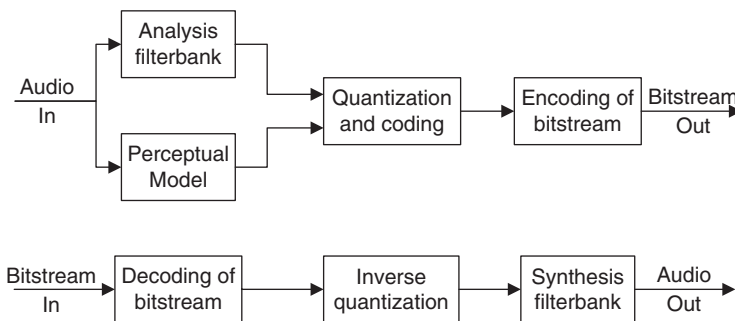 Analysis
filterbank
Audio
In
Perceptual
Model
Quantization
and coding
Encoding of
bitstream
Bitstream
Out
Bitstream
In
Decoding of
bitstream
Inverse
quantization
Synthesis
filterbank
Audio
Out